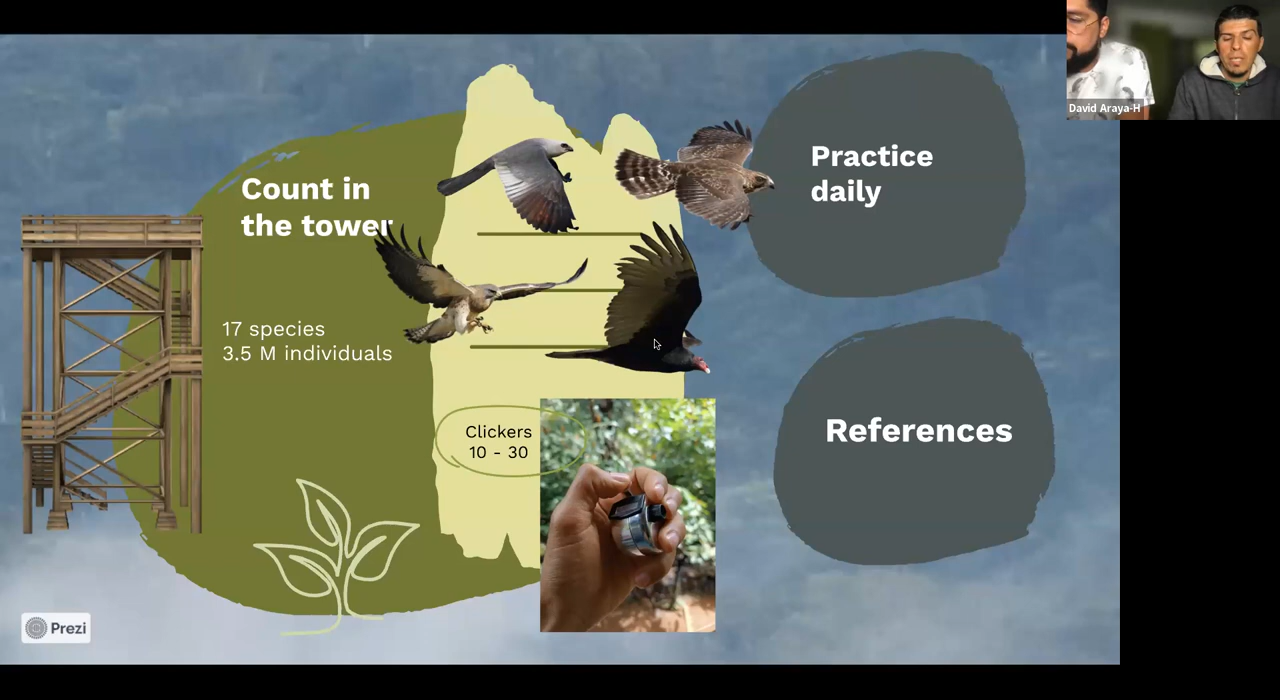 David Araya-H
Count in
the tower
17 species
3.5 M individuals
Clickers
10 - 30
Practice
daily
References
Prezi